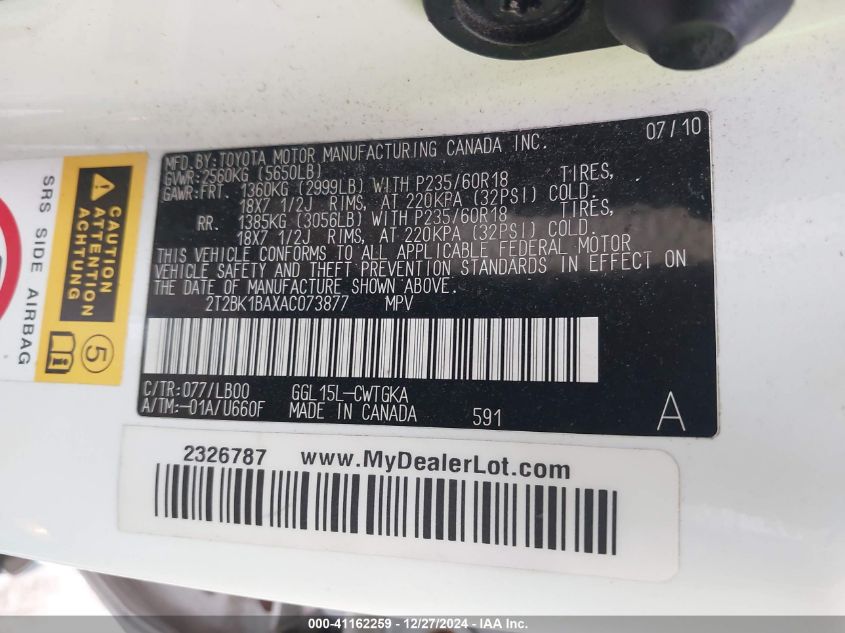 07/10
MFD.BY:TOYOTA MOTOR MANUFACTURING CANADA INC.
GVWR:2560KG (5650LB)
GAWR:FRT. 1360KG (2999LB) WITH P235/60R18 TIRES,
18X7 1/2J RIMS, AT 220KPA (32PSI) COLD.
RR. 1385KG (3056LB) WITH P235/60R18 TIRES,
18X7 1/2J RIMS, AT 220KPA (32PSI) COLD.
THIS VEHICLE CONFORMS TO ALL APPLICABLE FEDERAL MOTOR
VEHICLE SAFETY AND THEFT PREVENTION STANDARDS IN EFFECT ON
THE DATE OF MANUFACTURE SHOWN ABOVE.
2T2BK1BAXAC073877 MPV
C/TR:077/LB00 GGL15L-CWTGKA
A/TM:-01A/U660F MADE IN CANADA 591 A
SRS SIDE AIRBAG
CAUTION
ATTENTION
ACHTUNG
5
2326787 www.MyDealerLot.com
000-41162259 - 12/27/2024 - IAA Inc.